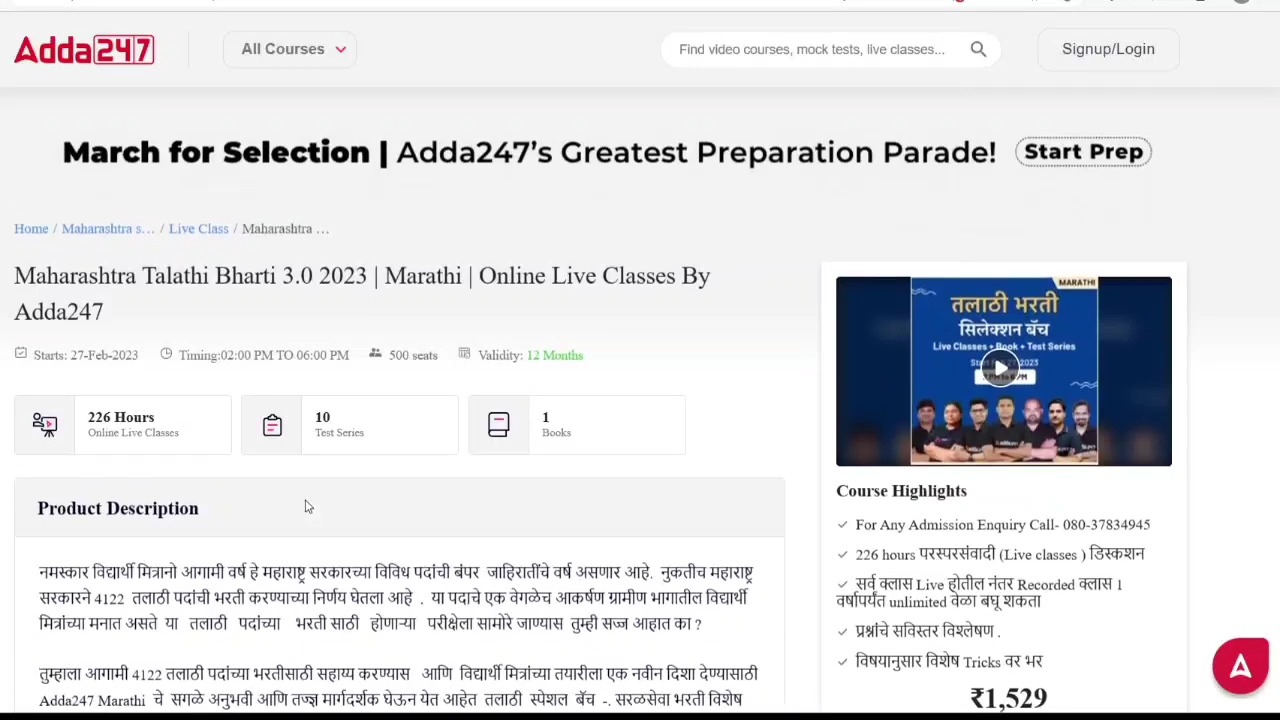 Adda247
All Courses
Find video courses, mock tests, live classes...
Signup/Login
March for Selection | Adda247's Greatest Preparation Parade!
Start Prep
Home / Maharashtra s... / Live Class / Maharashtra ...
Maharashtra Talathi Bharti 3.0 2023 | Marathi | Online Live Classes By
Adda247
Starts: 27-Feb-2023 Timing:02:00 PM TO 06:00 PM 500 seats Validity: 12 Months
226 Hours
Online Live Classes
10
Test Series
1
Books
Product Description
नमस्कार विद्यार्थी मित्रानो आगामी वर्ष हे महाराष्ट्र सरकारच्या विविध पदांची बंपर जाहिरातींचे वर्ष असणार आहे. नुकतीच महाराष्ट्र
सरकारने 4122 तलाठी पदांची भरती करण्याच्या निर्णय घेतला आहे . या पदाचे एक वेगळेच आकर्षण ग्रामीण भागातील विद्यार्थी
मित्रांच्या मनात असते या तलाठी पदांच्या भरती साठी होणाऱ्या परीक्षेला सामोरे जाण्यास तुम्ही सज्ज आहात का ?
तुम्हाला आगामी 4122 तलाठी पदांच्या भरतीसाठी सहाय्य करण्यास आणि विद्यार्थी मित्रांच्या तयारीला एक नवीन दिशा देण्यासाठी
Adda247 Marathi चे सगळे अनुभवी आणि तज्ज्ञ मार्गदर्शक घेऊन येत आहेत तलाठी स्पेशल बॅच -. सरळसेवा भरती विशेष
MARATHI
तलाठी भरती
सिलेक्शन बॅच
Live Classes + Book + Test Series
2023
Course Highlights
For Any Admission Enquiry Call- 080-37834945
226 hours परस्परसंवादी (Live classes ) डिस्कशन
सर्व क्लास Live होतील नंतर Recorded क्लास 1
वर्षापर्यंत unlimited वेळा बघू शकता
प्रश्नांचे सविस्तर विश्लेषण .
विषयानुसार विशेष Tricks वर भर
₹1,529